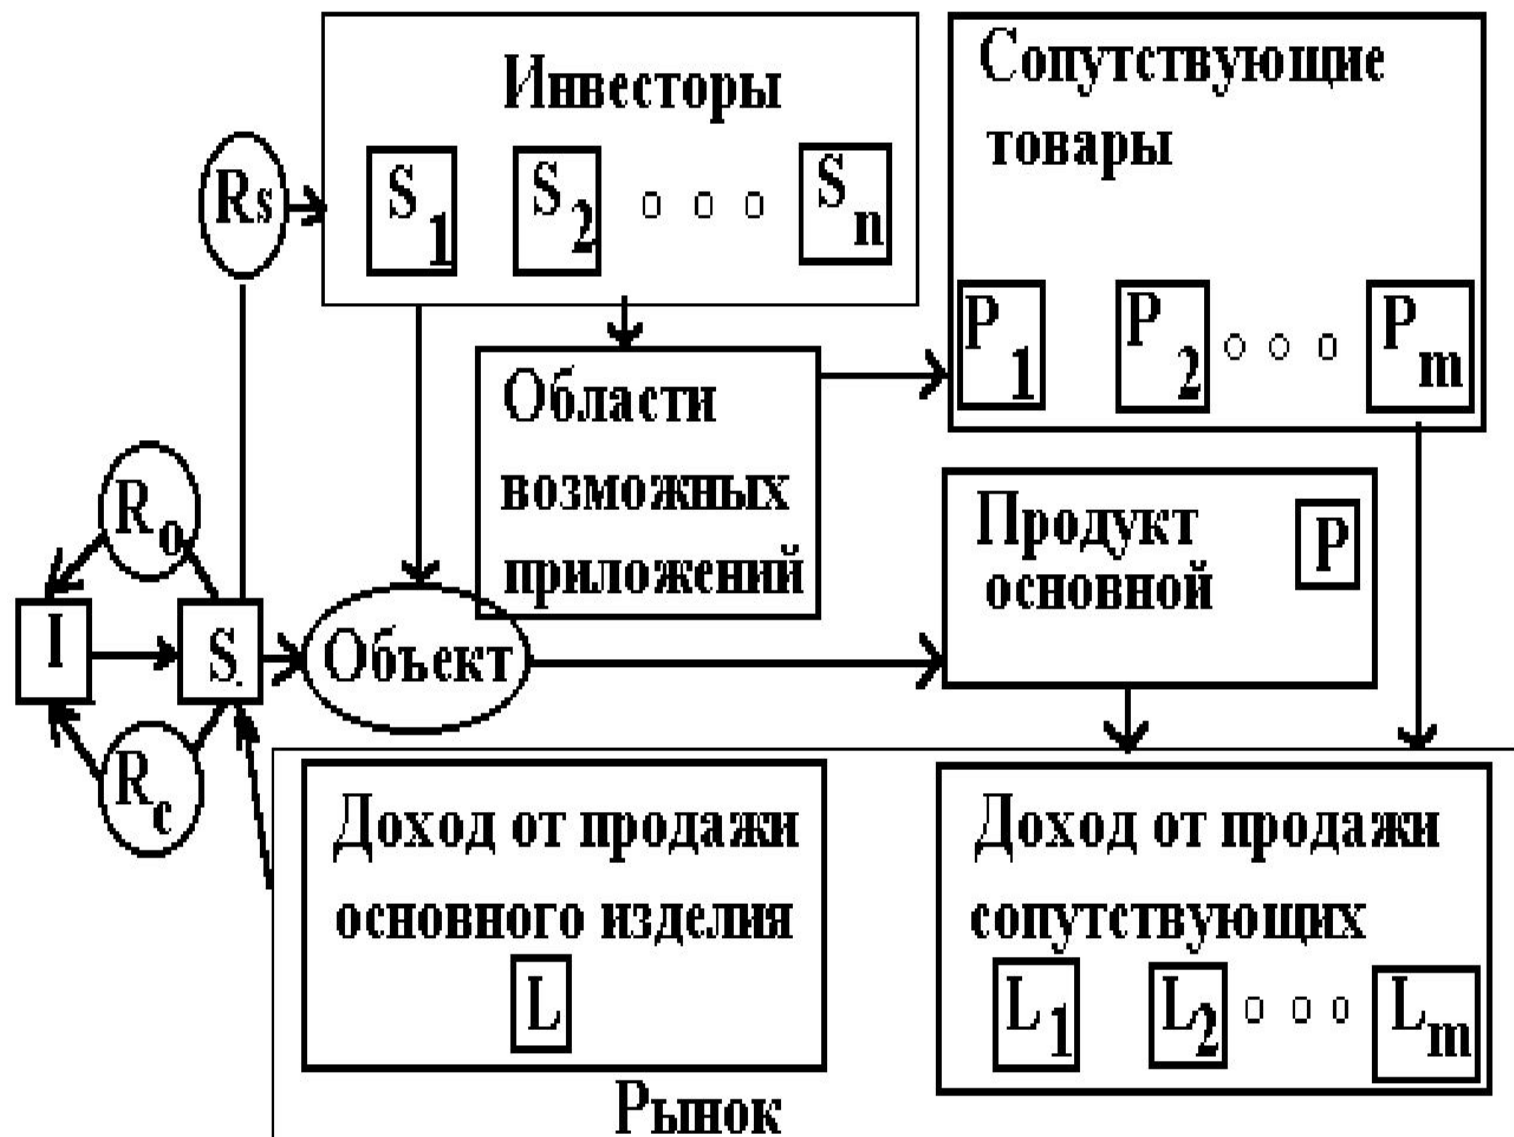 Инвесторы
S1 S2 ○ ○ ○ Sn
Сопутствующие
товары
P1 P2 ○ ○ ○ Pm
Rs
Области
возможных
приложений
Продукт
основной
P
Ro
I
S
Объект
Rc
Доход от продажи
основного изделия
L
Доход от продажи
сопутствующих
L1 L2 ○ ○ ○ Lm
Рынок